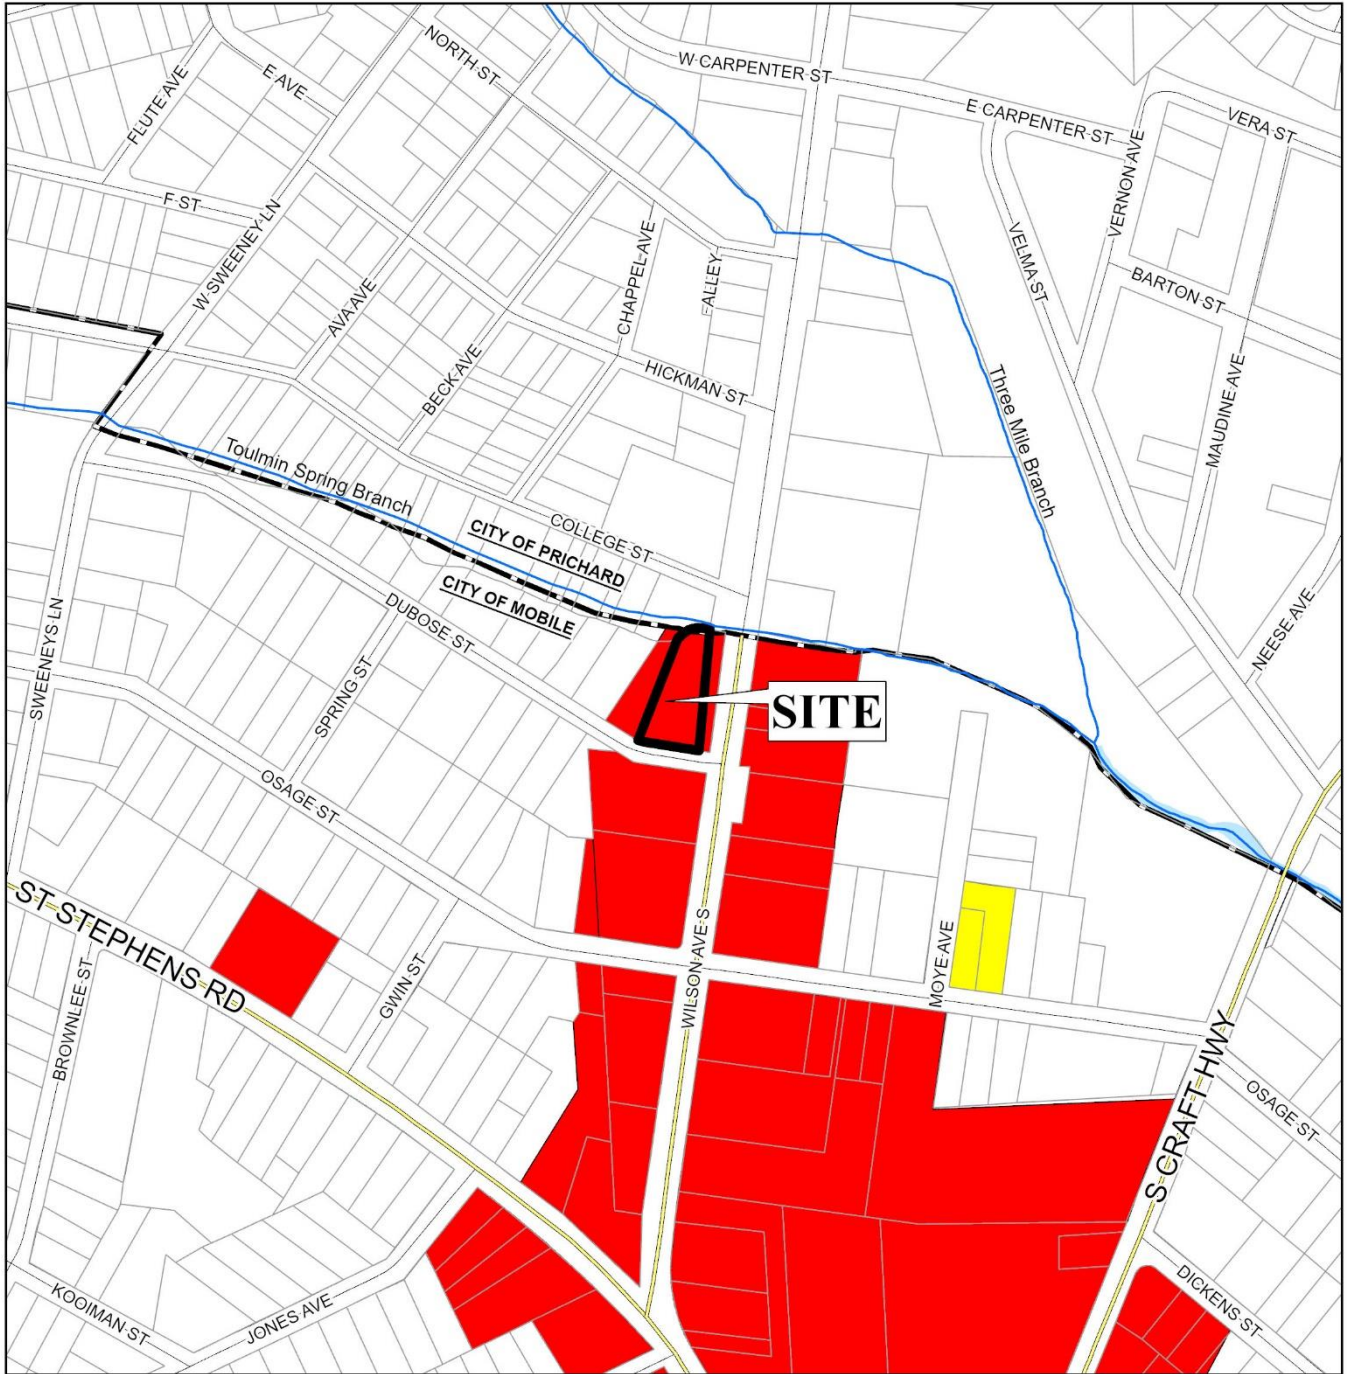 NORTH ST
W CARPENTER ST
E CARPENTER ST
VERA ST
FLUTE AVE
E AVE
VERNON AVE
F ST
W SWEENEY LN
CHAPPEL AVE
ALLEY
VELMA ST
BARTON ST
AVA AVE
BECK AVE
HICKMAN ST
Three Mile Branch
MAUDINE AVE
Toulmin Spring Branch
CITY OF PRICHARD
COLLEGE ST
CITY OF MOBILE
DUBOSE ST
NEESE AVE
SWEENEYS LN
SPRING ST
SITE
OSAGE ST
ST STEPHENS RD
GWIN ST
WILSON AVE S
MOYE AVE
BROWNLEE ST
S CRAFT HWY
OSAGE ST
KOOIMAN ST
JONES AVE
DICKENS ST